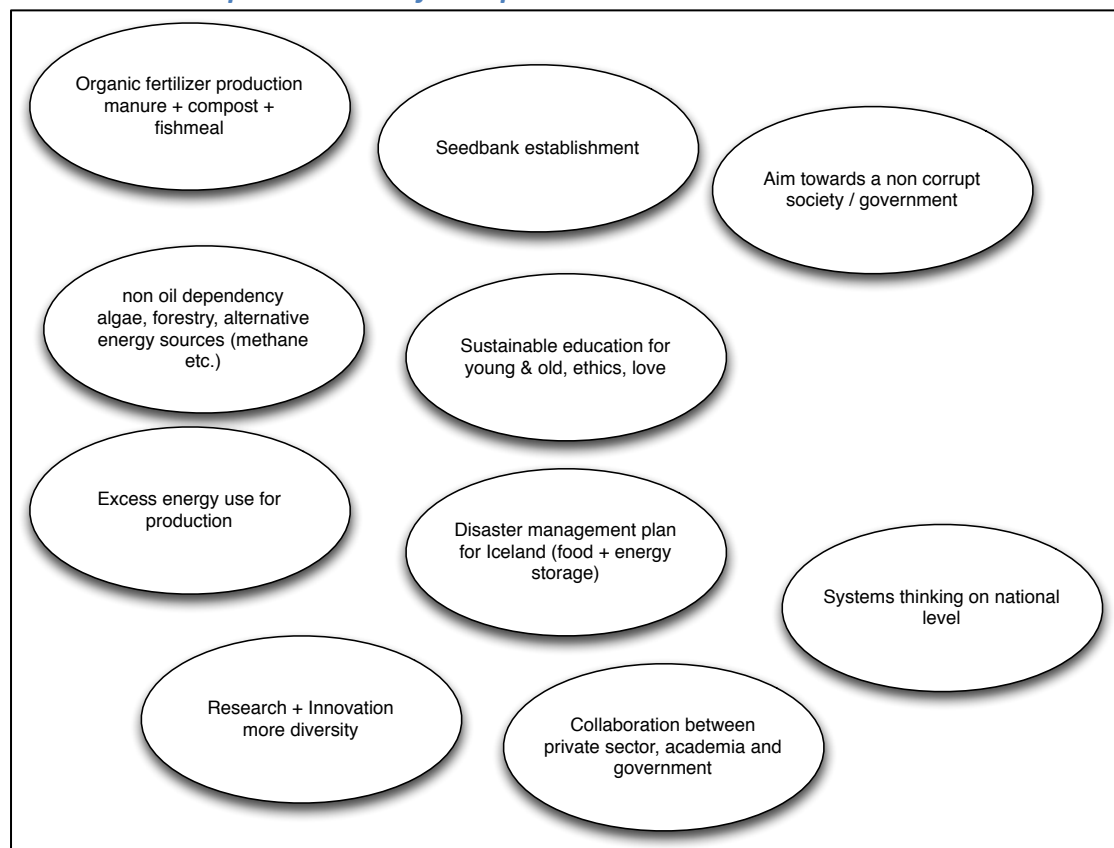 Organic fertilizer production
manure + compost +
fishmeal
Seedbank establishment
Aim towards a non corrupt
society / government
non oil dependency
algae, forestry, alternative
energy sources (methane
etc.)
Sustainable education for
young & old, ethics, love
Excess energy use for
production
Disaster management plan
for Iceland (food + energy
storage)
Systems thinking on national
level
Research + Innovation
more diversity
Collaboration between
private sector, academia and
government